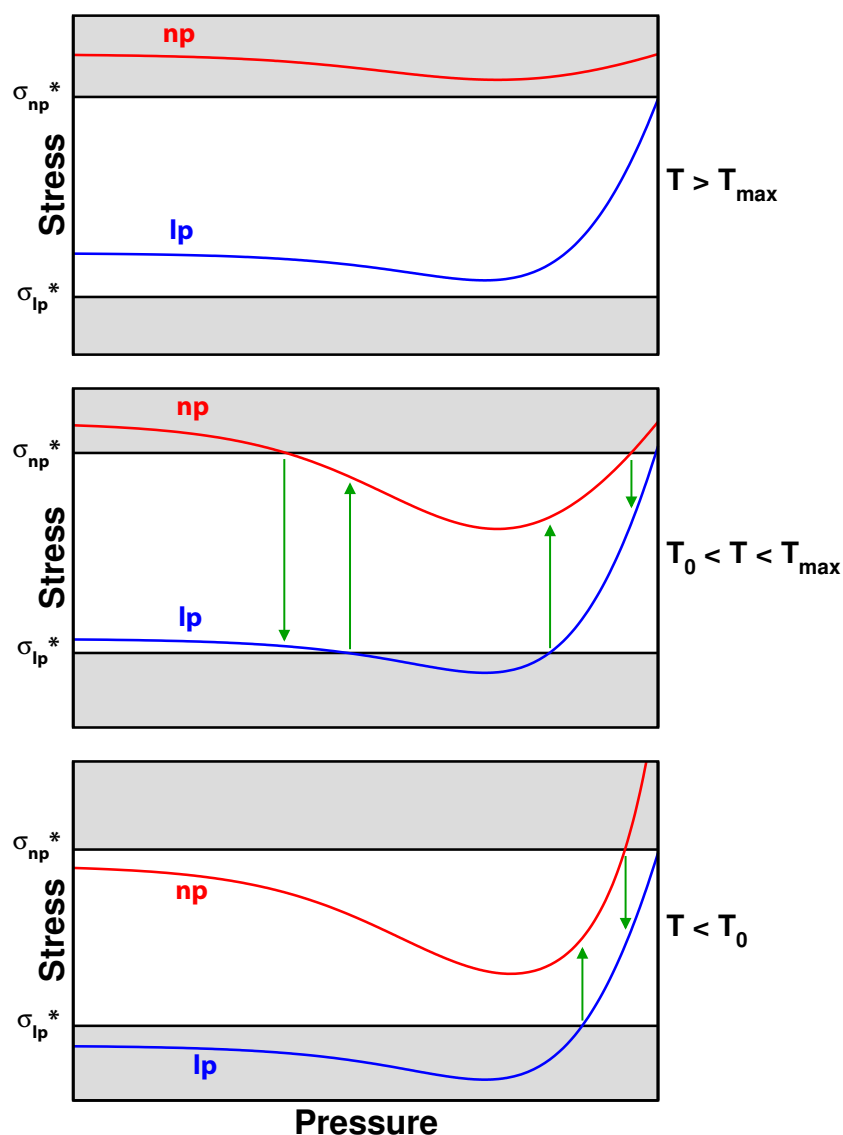 np
σnp*
Stress
lp
σlp*
T > Tmax
np
σnp*
Stress
lp
σlp*
T0 < T < Tmax
σnp*
np
Stress
σlp*
lp
T < T0
Pressure